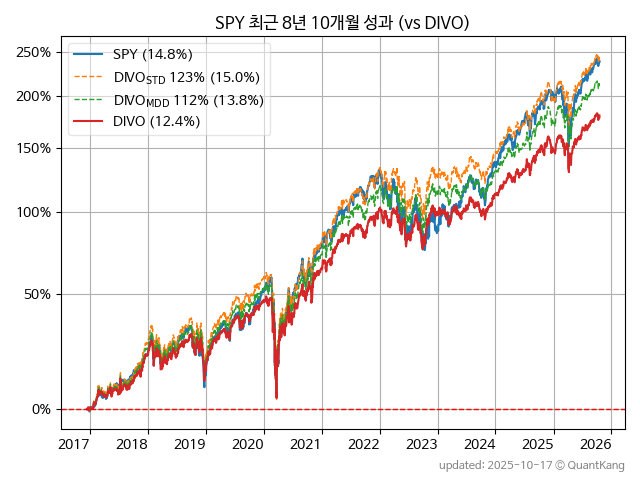 SPY 최근 8년 10개월 성과 (vs DIVO)
SPY (14.8%)
DIVO_STD 123% (15.0%)
DIVO_MDD 112% (13.8%)
DIVO (12.4%)
250%
200%
150%
100%
50%
0%
2017 2018 2019 2020 2021 2022 2023 2024 2025 2026
updated: 2025-10-17 © QuantKang